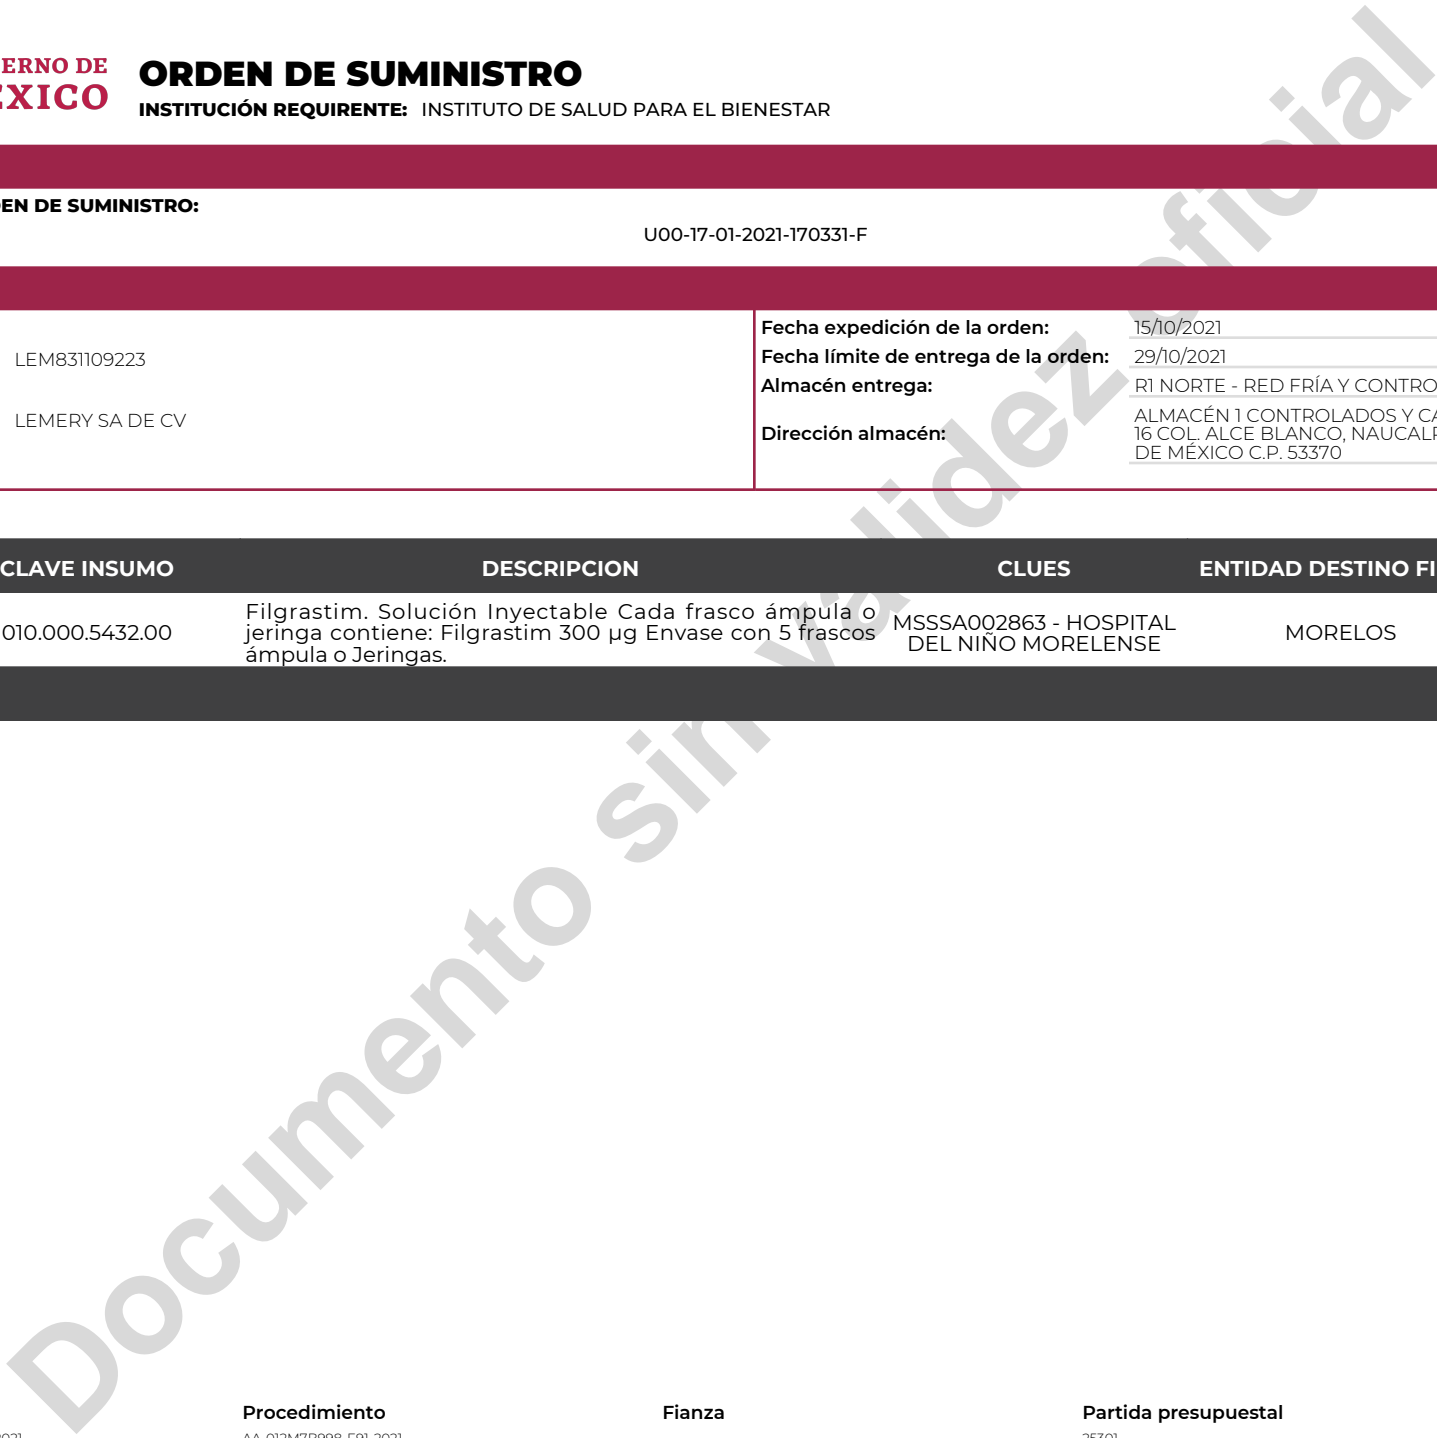 ERNO DE
ORDEN DE SUMINISTRO
INSTITUCIÓN REQUIRENTE: INSTITUTO DE SALUD PARA EL BIENESTAR
EN DE SUMINISTRO:
U00-17-01-2021-170331-F
LEM831109223
LEMERY SA DE CV
Fecha expedición de la orden: 15/10/2021
Fecha límite de entrega de la orden: 29/10/2021
Almacén entrega: R1 NORTE - RED FRÍA Y CONTRO
Dirección almacén: ALMACÉN 1 CONTROLADOS Y CA
16 COL. ALCE BLANCO, NAUCALP
DE MÉXICO C.P. 53370
CLAVE INSUMO DESCRIPCION CLUES ENTIDAD DESTINO FI
010.000.5432.00
Filgrastim. Solución Inyectable Cada frasco ámpula o
jeringa contiene: Filgrastim 300 µg Envase con 5 frascos
ámpula o Jeringas.
MSSSA002863 - HOSPITAL
DEL NIÑO MORELENSE
MORELOS
Documento sin validez oficial
Procedimiento Fianza Partida presupuestal